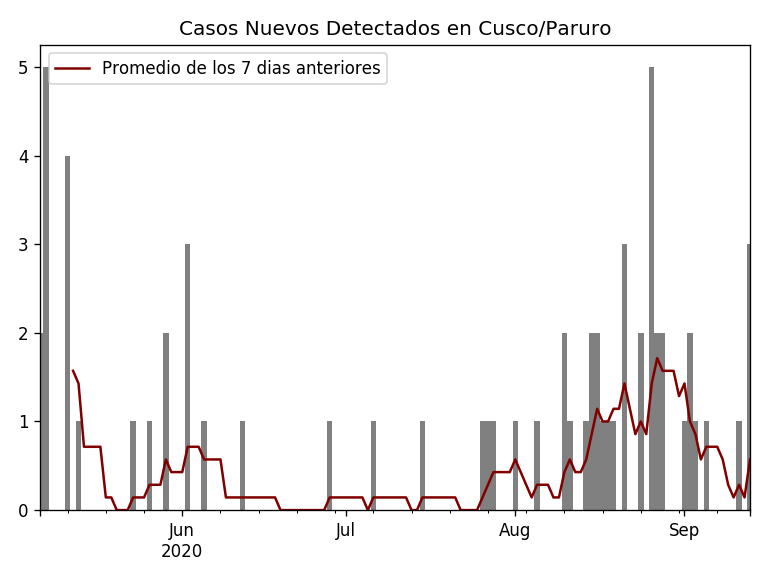 Casos Nuevos Detectados en Cusco/Paruro
Promedio de los 7 dias anteriores
5
4
3
2
1
0
Jun
2020
Jul
Aug
Sep